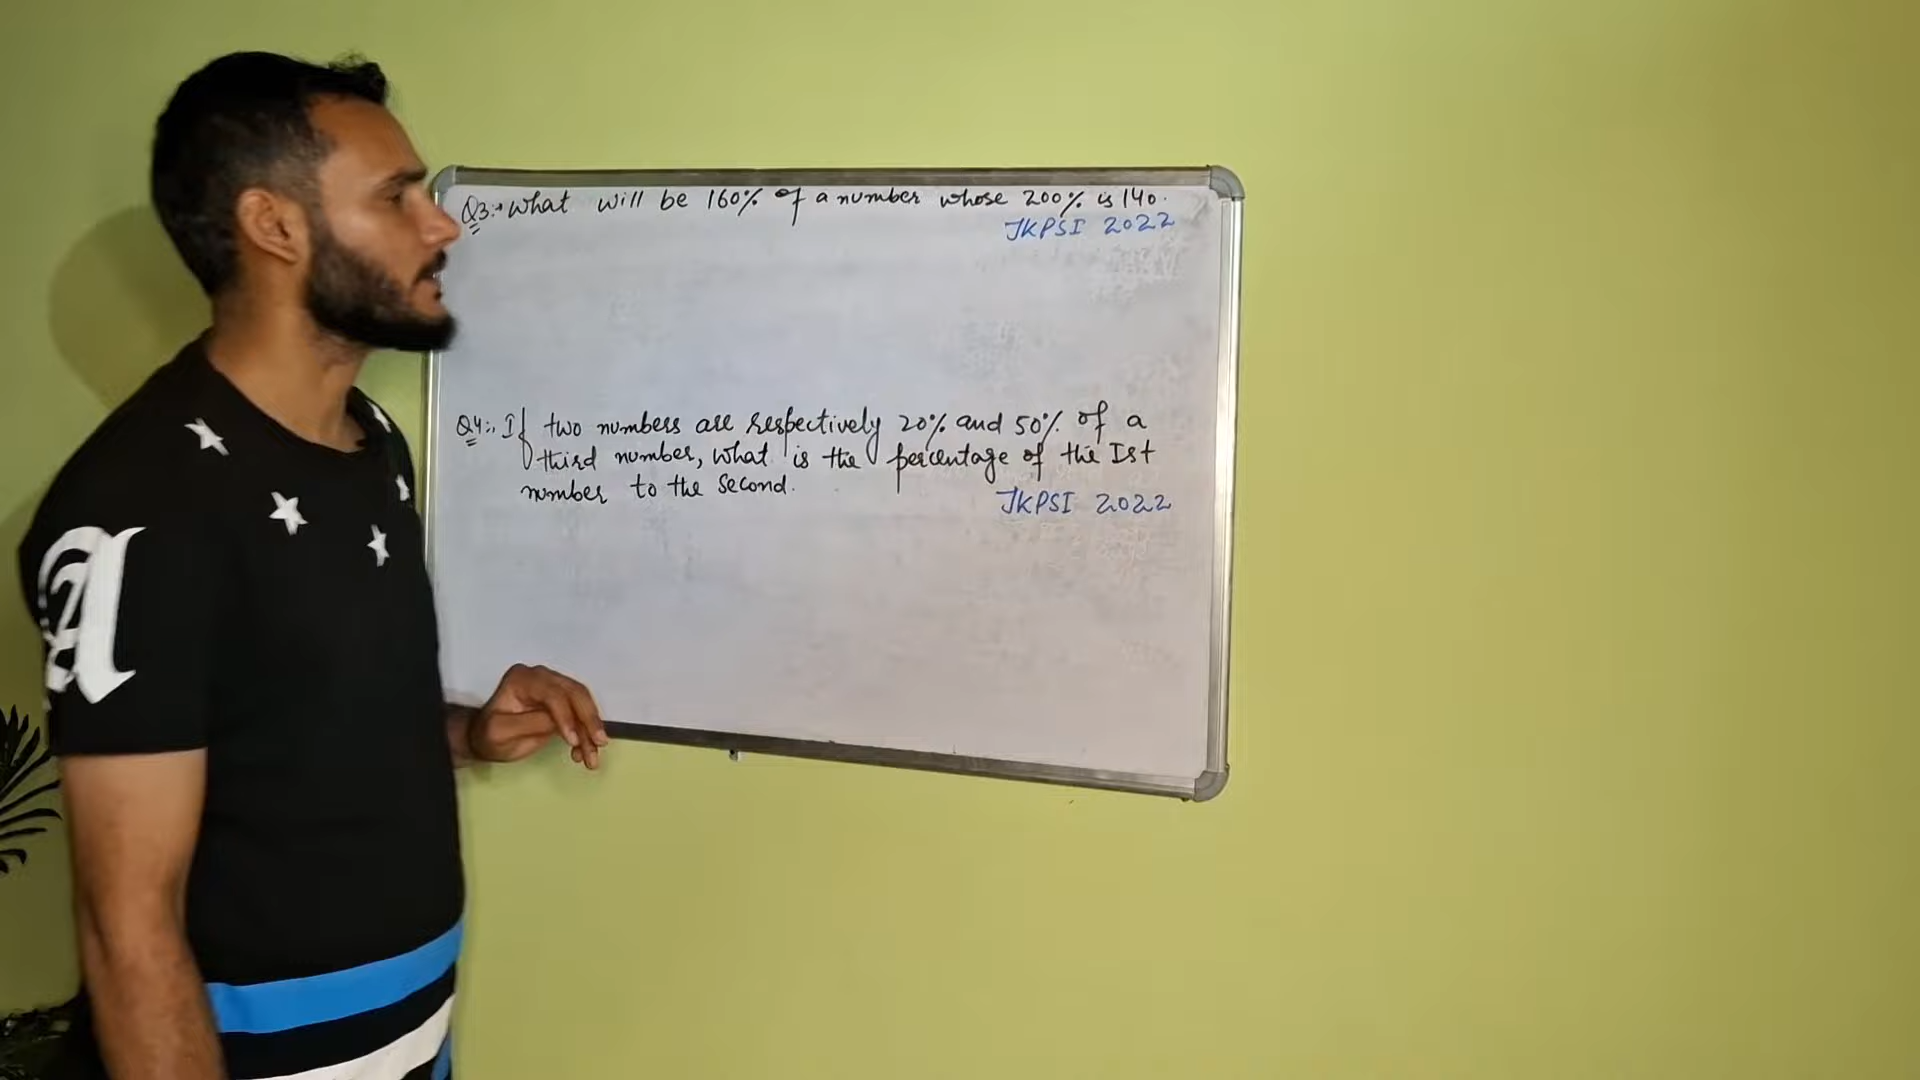 Q3:→ What will be 160% of a number whose 200% is 140.
JKPSI 2022
Q4:. If two numbers are respectively 20% and 50% of a
third number, what is the percentage of the Ist
number to the second.
JKPSI 2022
A